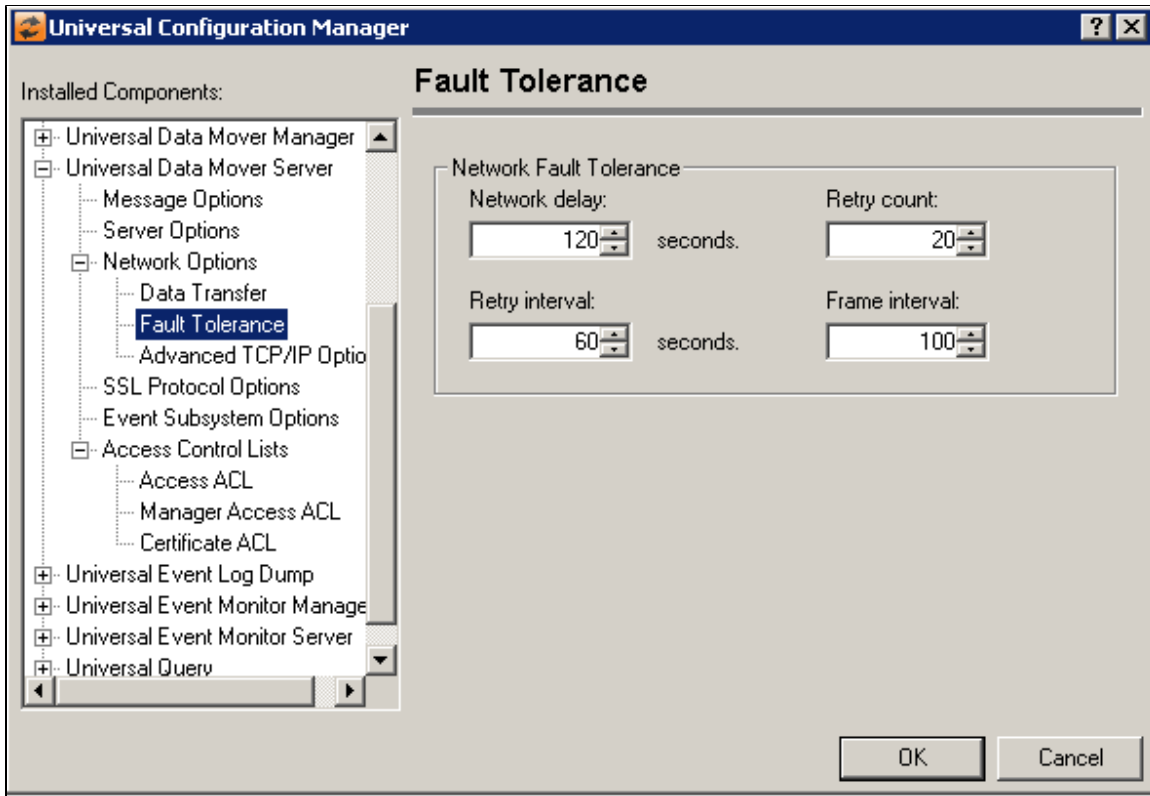 Universal Configuration Manager
Installed Components:
Universal Data Mover Manager
Universal Data Mover Server
Message Options
Server Options
Network Options
Data Transfer
Fault Tolerance
Advanced TCP/IP Optio
SSL Protocol Options
Event Subsystem Options
Access Control Lists
Access ACL
Manager Access ACL
Certificate ACL
Universal Event Log Dump
Universal Event Monitor Manage
Universal Event Monitor Server
Universal Query
Fault Tolerance
Network Fault Tolerance
Network delay: Retry count:
120 seconds. 20
Retry interval: Frame interval:
60 seconds. 100
OK Cancel